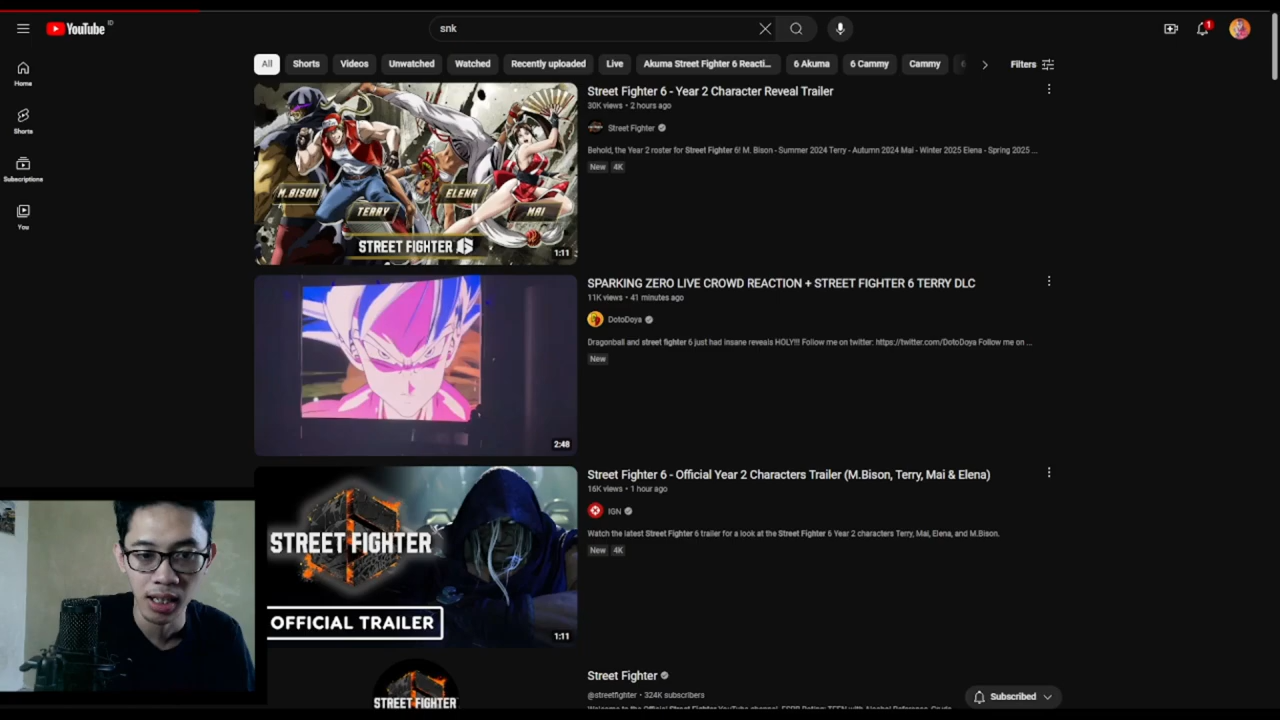 YouTube ID
snk
1
Home
Shorts
Subscriptions
You
All
Shorts
Videos
Unwatched
Watched
Recently uploaded
Live
Akuma Street Fighter 6 Reacti...
6 Akuma
6 Cammy
Cammy
Filters
M.BISON
TERRY
ELENA
MAI
STREET FIGHTER 6
1:11
Street Fighter 6 - Year 2 Character Reveal Trailer
30K views • 2 hours ago
Street Fighter
Behold, the Year 2 roster for Street Fighter 6! M. Bison - Summer 2024 Terry - Autumn 2024 Mai - Winter 2025 Elena - Spring 2025 ...
New 4K
2:48
SPARKING ZERO LIVE CROWD REACTION + STREET FIGHTER 6 TERRY DLC
11K views • 41 minutes ago
DotoDoya
Dragonball and street fighter 6 just had insane reveals HOLY!!! Follow me on twitter: https://twitter.com/DotoDoya Follow me on ...
New
STREET FIGHTER
OFFICIAL TRAILER
1:11
Street Fighter 6 - Official Year 2 Characters Trailer (M.Bison, Terry, Mai & Elena)
16K views • 1 hour ago
IGN
Watch the latest Street Fighter 6 trailer for a look at the Street Fighter 6 Year 2 characters Terry, Mai, Elena, and M.Bison.
New 4K
STREET FIGHTER
Street Fighter
@streetfighter • 324K subscribers
Subscribed